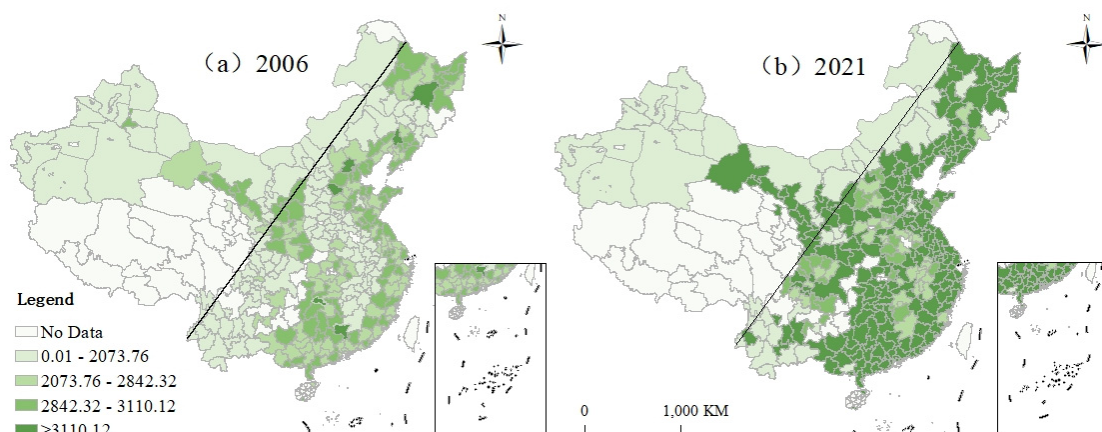 N
(a) 2006
N
(b) 2021
Legend
No Data
0.01 - 2073.76
2073.76 - 2842.32
2842.32 - 3110.12
>3110.12
0 1,000 KM